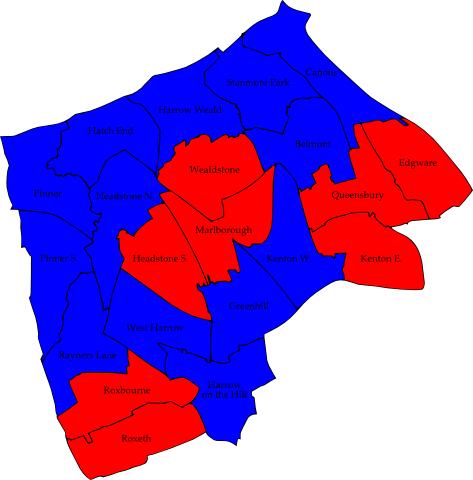 Canons
Stanmore Park
Harrow Weald
Hatch End
Belmont
Edgware
Wealdstone
Pinner
Headstone N.
Queensbury
Marlborough
Pinner S.
Headstone S.
Kenton W.
Kenton E.
Greenhill
West Harrow
Rayners Lane
Roxbourne
Harrow
on the Hill
Roxeth